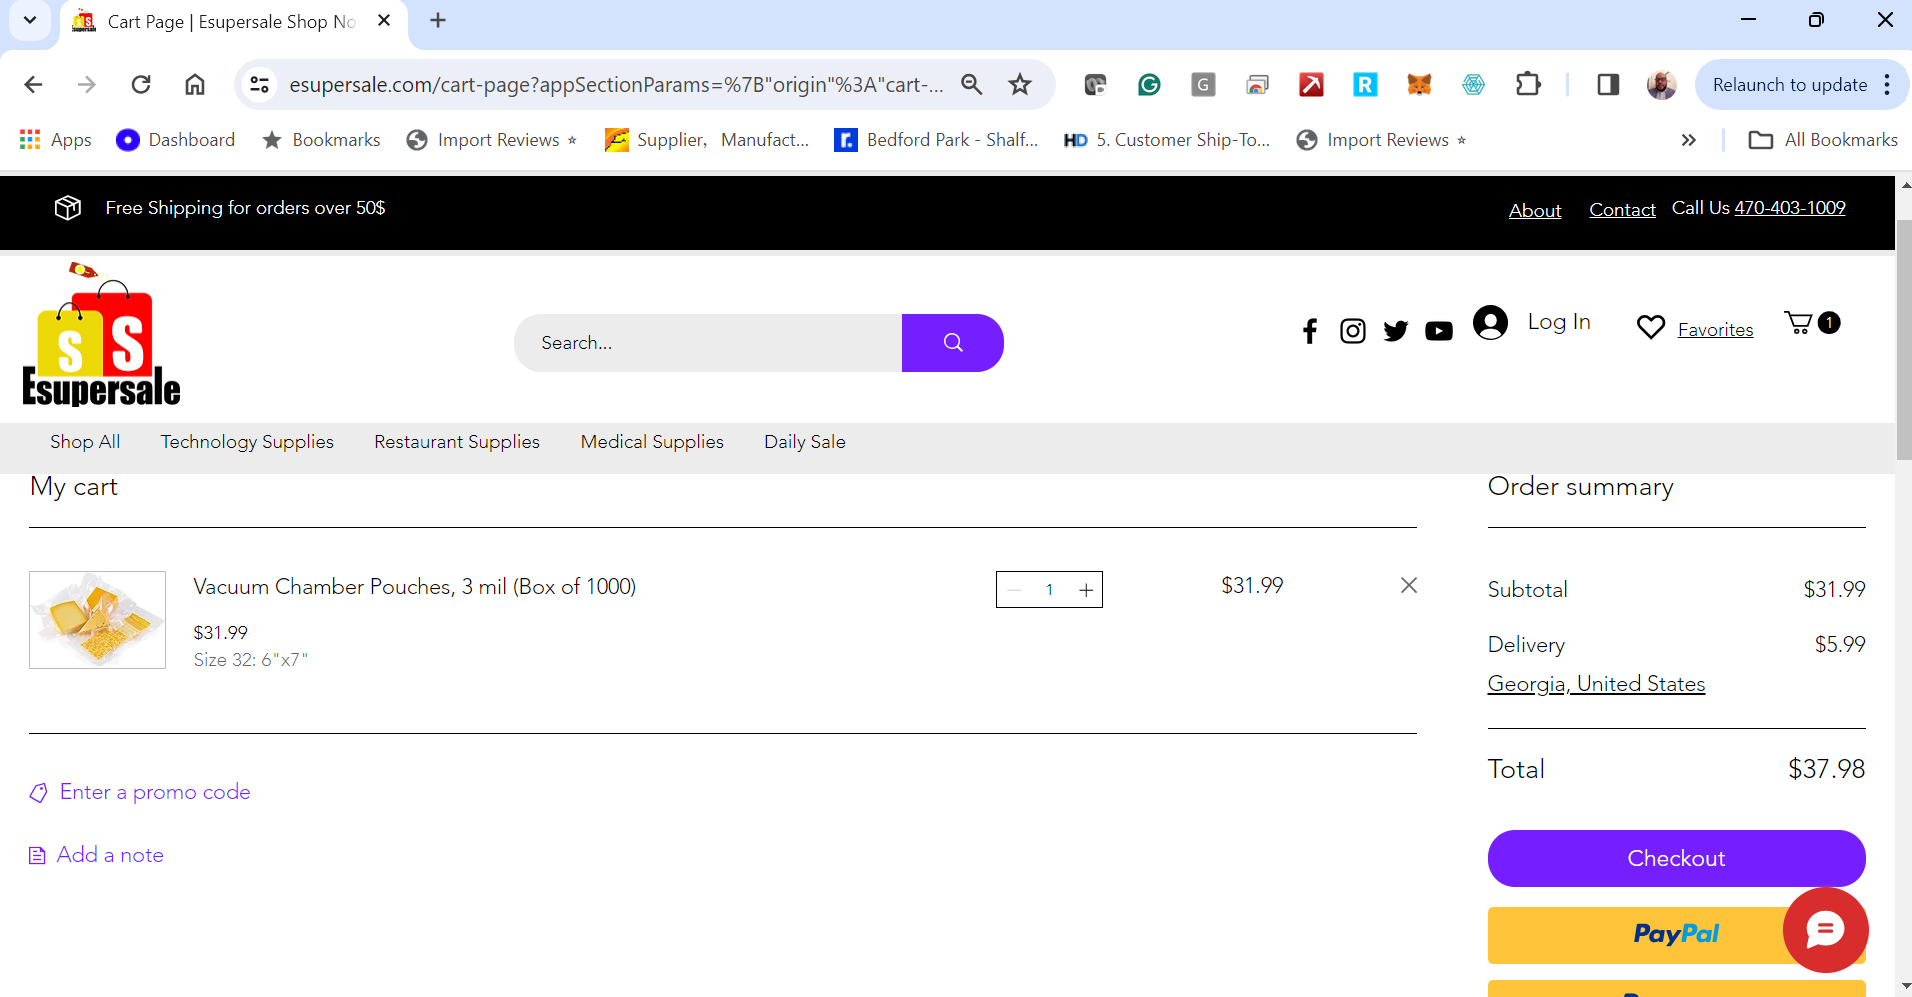 Cart Page | Esupersale Shop No
esupersale.com/cart-page?appSectionParams=%7B"origin"%3A"cart-...
Relaunch to update
Apps
Dashboard
Bookmarks
Import Reviews ⭑
Supplier, Manufact...
Bedford Park - Shalf...
HD
5. Customer Ship-To...
Import Reviews ⭑
»
All Bookmarks
Free Shipping for orders over 50$
About
Contact
Call Us 470-403-1009
S S
Esupersale
Search...
Log In
Favorites
1
Shop All
Technology Supplies
Restaurant Supplies
Medical Supplies
Daily Sale
My cart
Order summary
Vacuum Chamber Pouches, 3 mil (Box of 1000)
$31.99
Size 32: 6"x7"
1
$31.99
Subtotal $31.99
Delivery $5.99
Georgia, United States
Total $37.98
Enter a promo code
Add a note
Checkout
PayPal